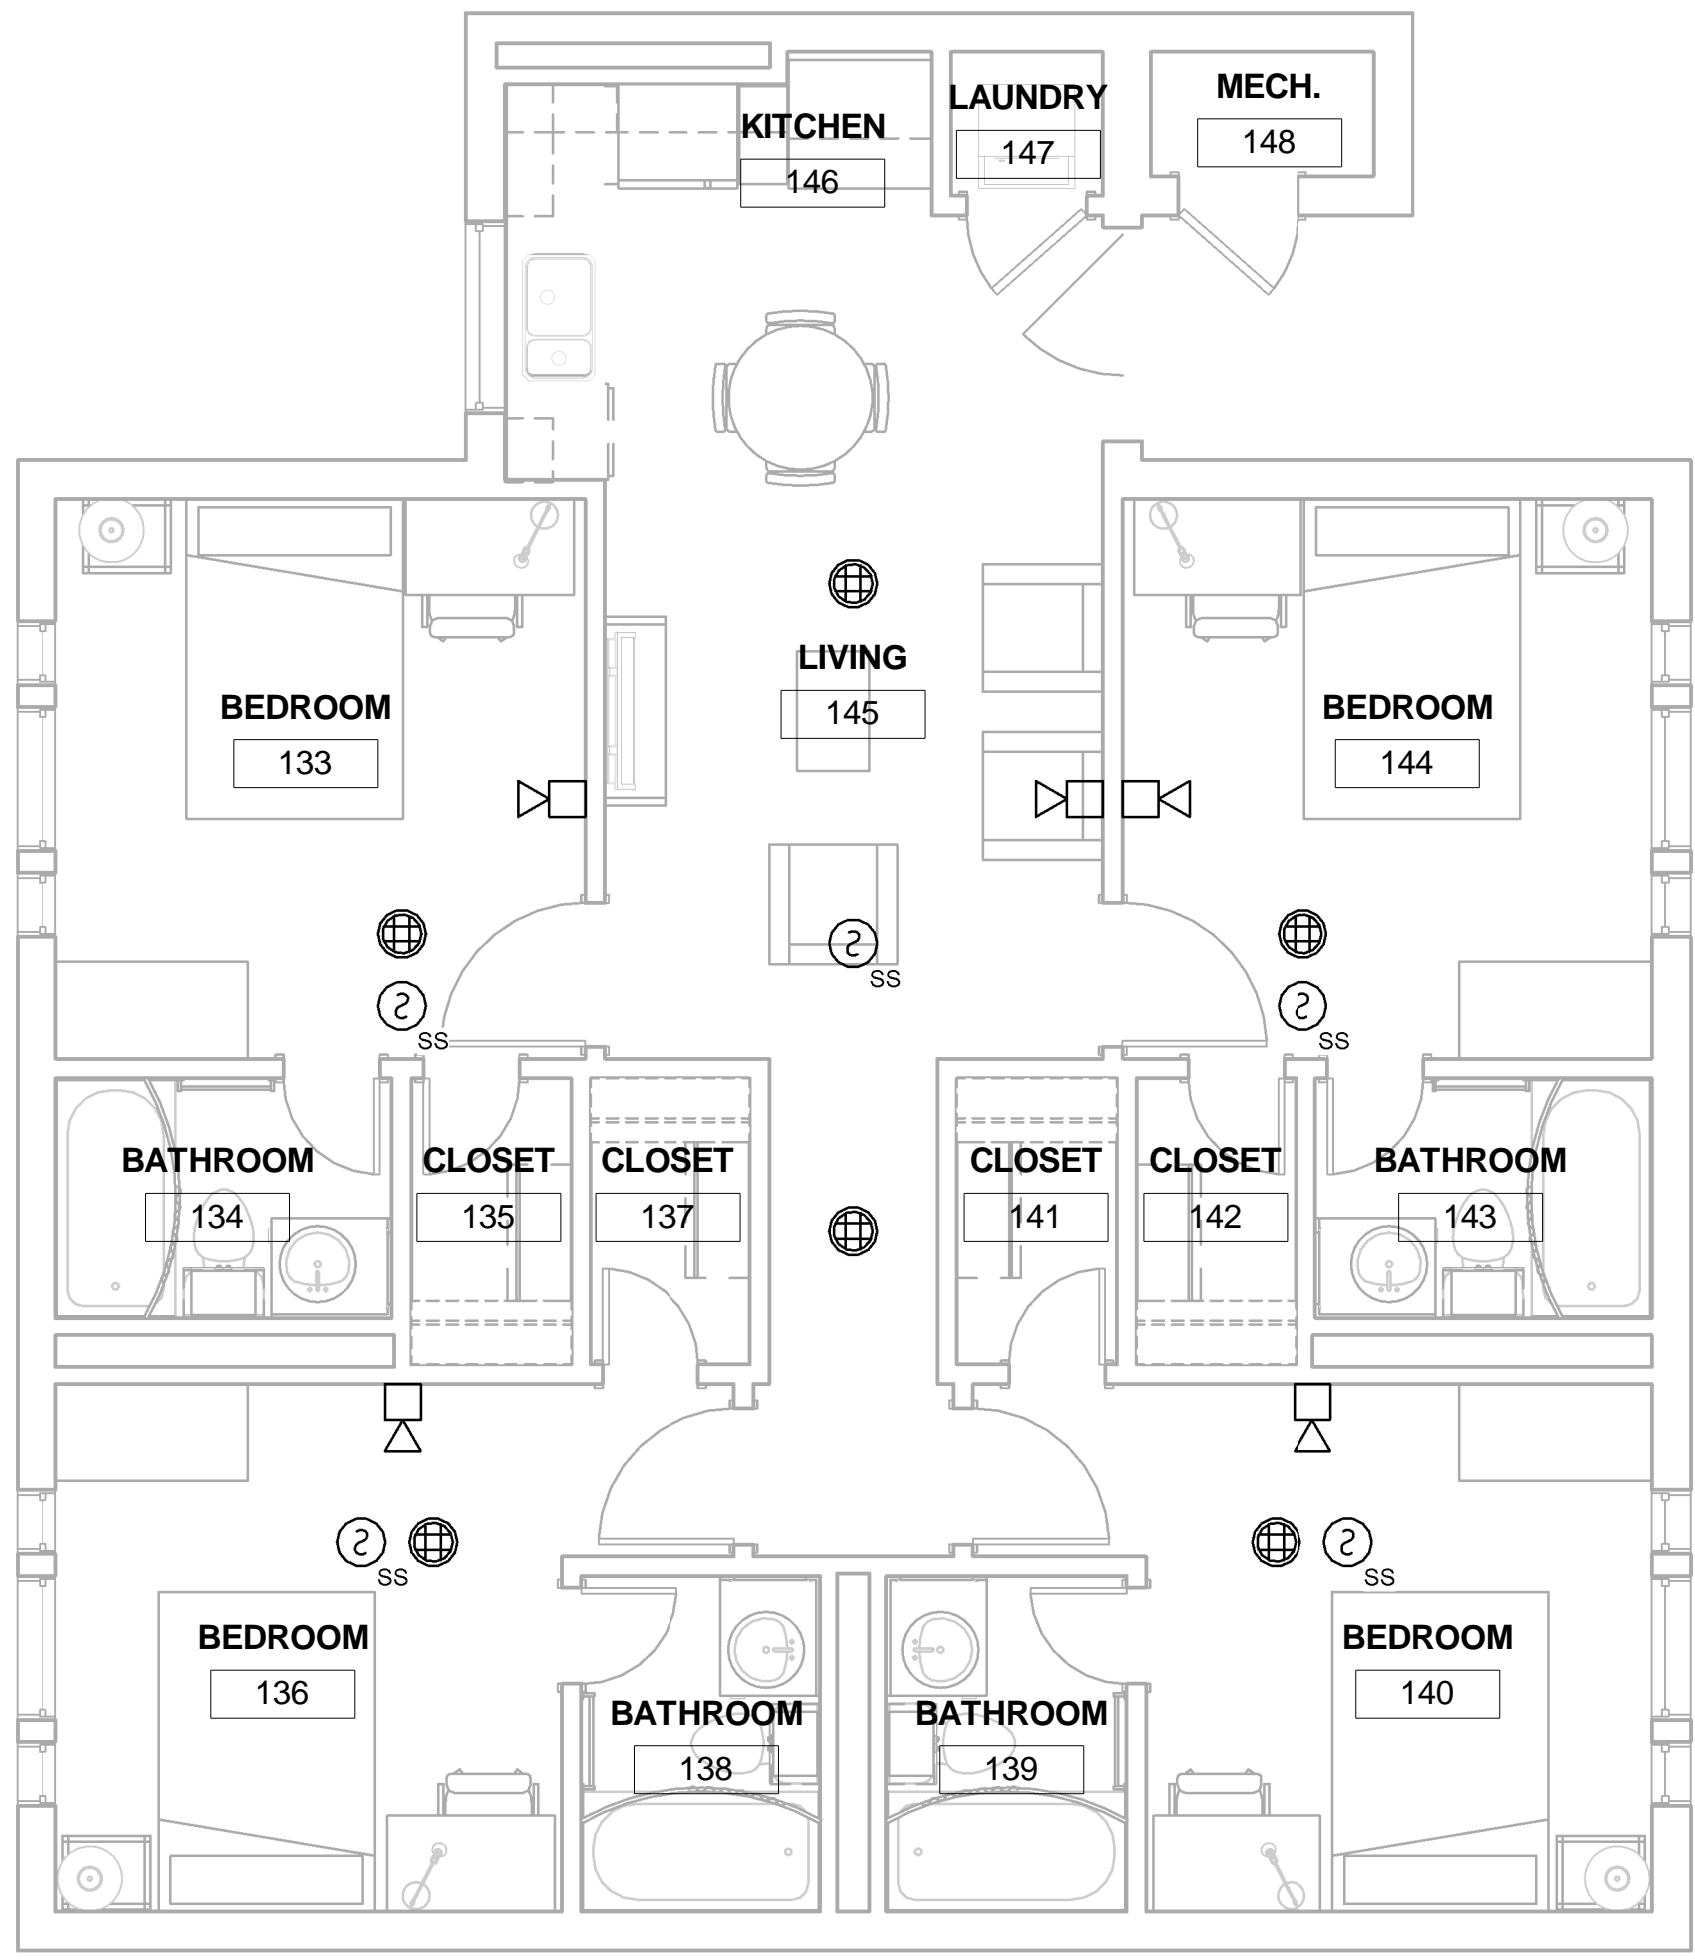 MECH.
148
LAUNDRY
147
KITCHEN
146
LIVING
145
BEDROOM
133
BEDROOM
144
S
SS
S
SS
S
SS
BATHROOM
134
CLOSET
135
CLOSET
137
CLOSET
141
CLOSET
142
BATHROOM
143
S
SS
S
SS
BEDROOM
136
BEDROOM
140
BATHROOM
138
BATHROOM
139